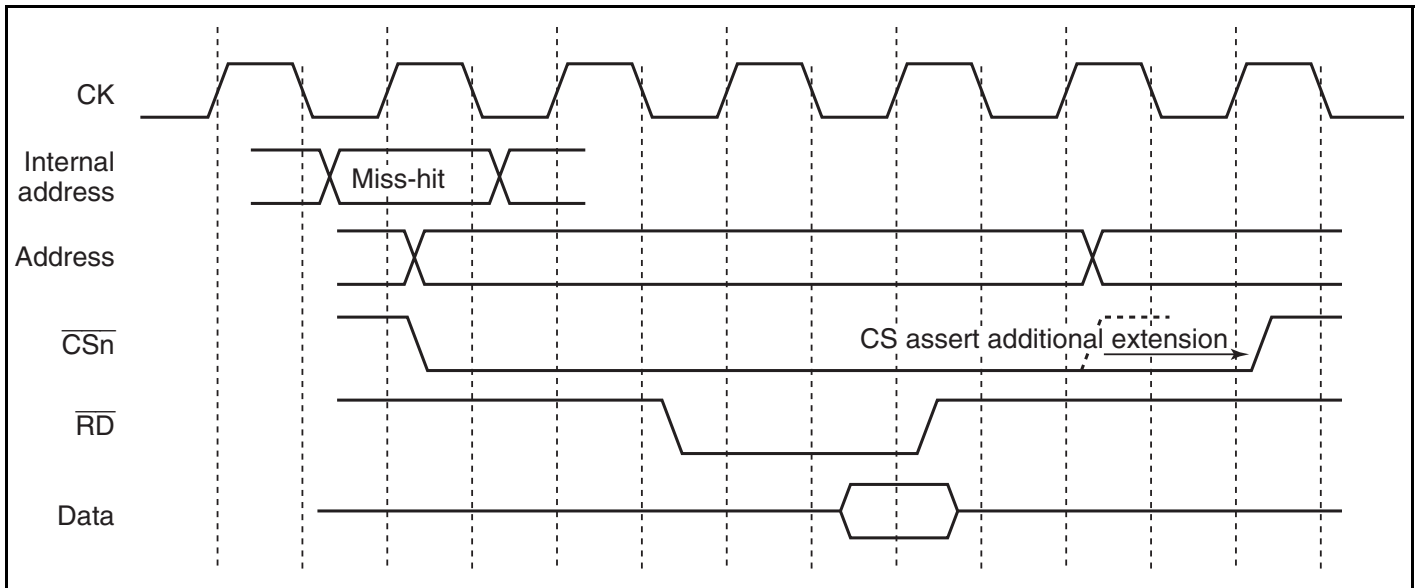 CK
Internal
address
Miss-hit
Address
CSn
CS assert additional extension
RD
Data